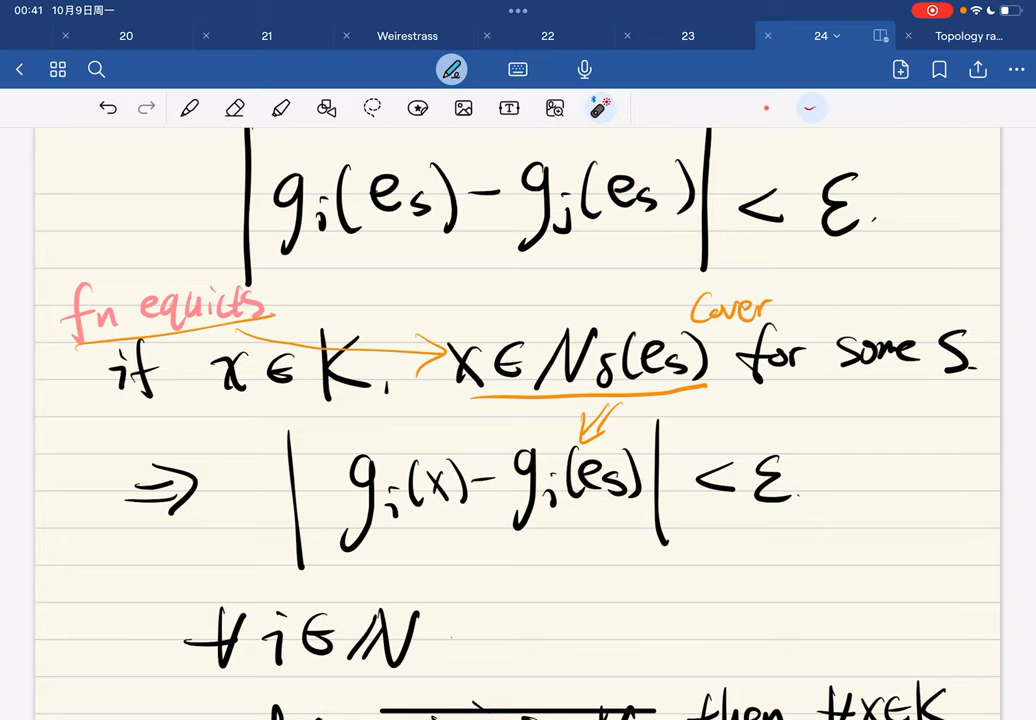 00:41 10月9日周一
20 21 Weirestrass 22 23 24 Topology ra...
|gᵢ(eₛ) - gⱼ(eₛ)| < ε.
fn equicts.
Cover
if x ∈ K, x ∈ Nδ(eₛ) for some S.
⇒ |gᵢ(x) - gᵢ(eₛ)| < ε.
∀ i ∈ N
then ∀x∈K